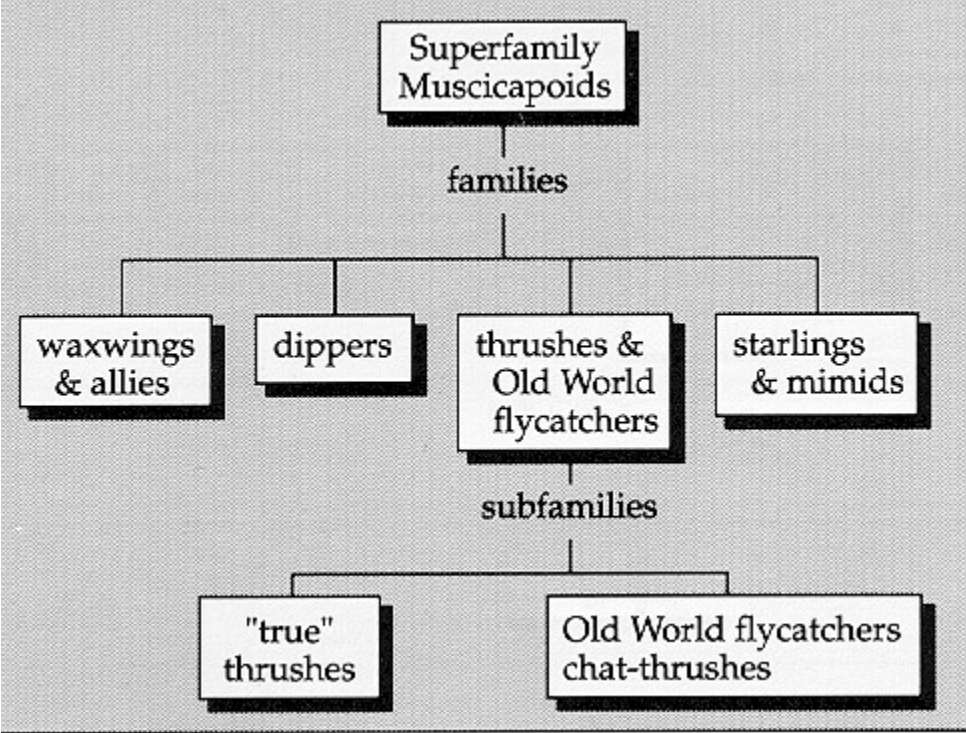 Superfamily
Muscicapoids
families
waxwings
& allies
dippers
thrushes &
Old World
flycatchers
starlings
& mimids
subfamilies
"true"
thrushes
Old World flycatchers
chat-thrushes